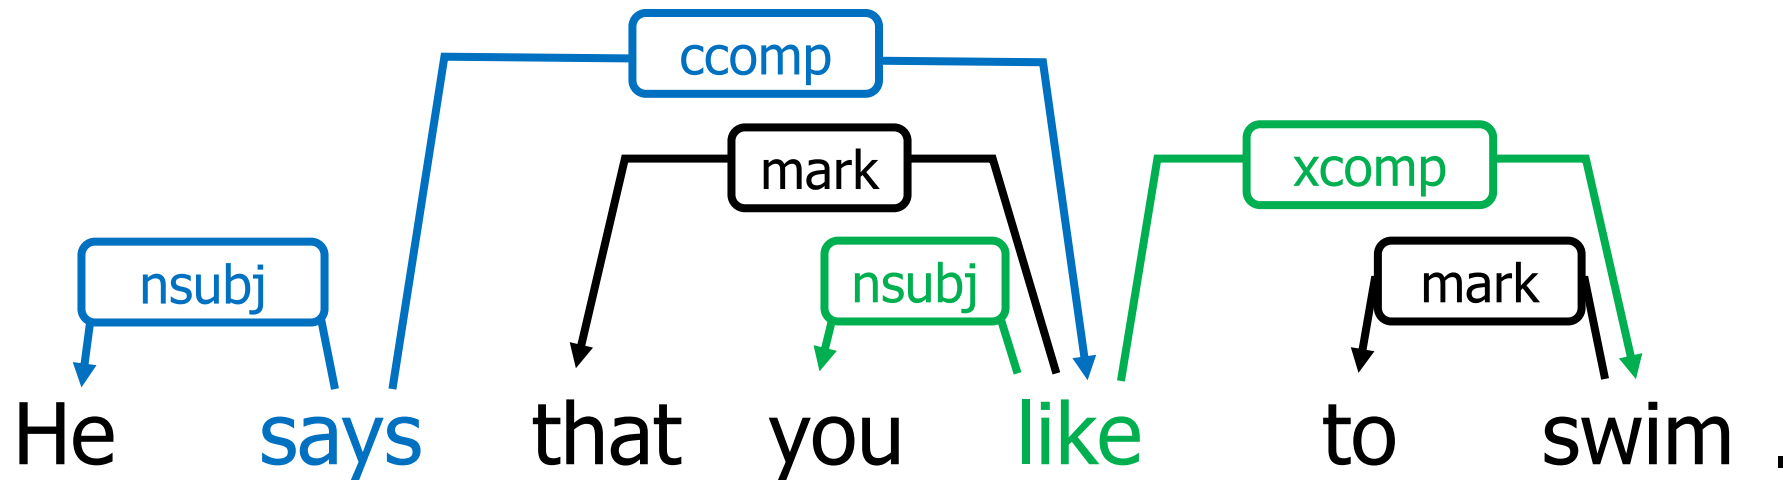 ccomp
mark
xcomp
nsubj
nsubj
mark
He says that you like to swim .